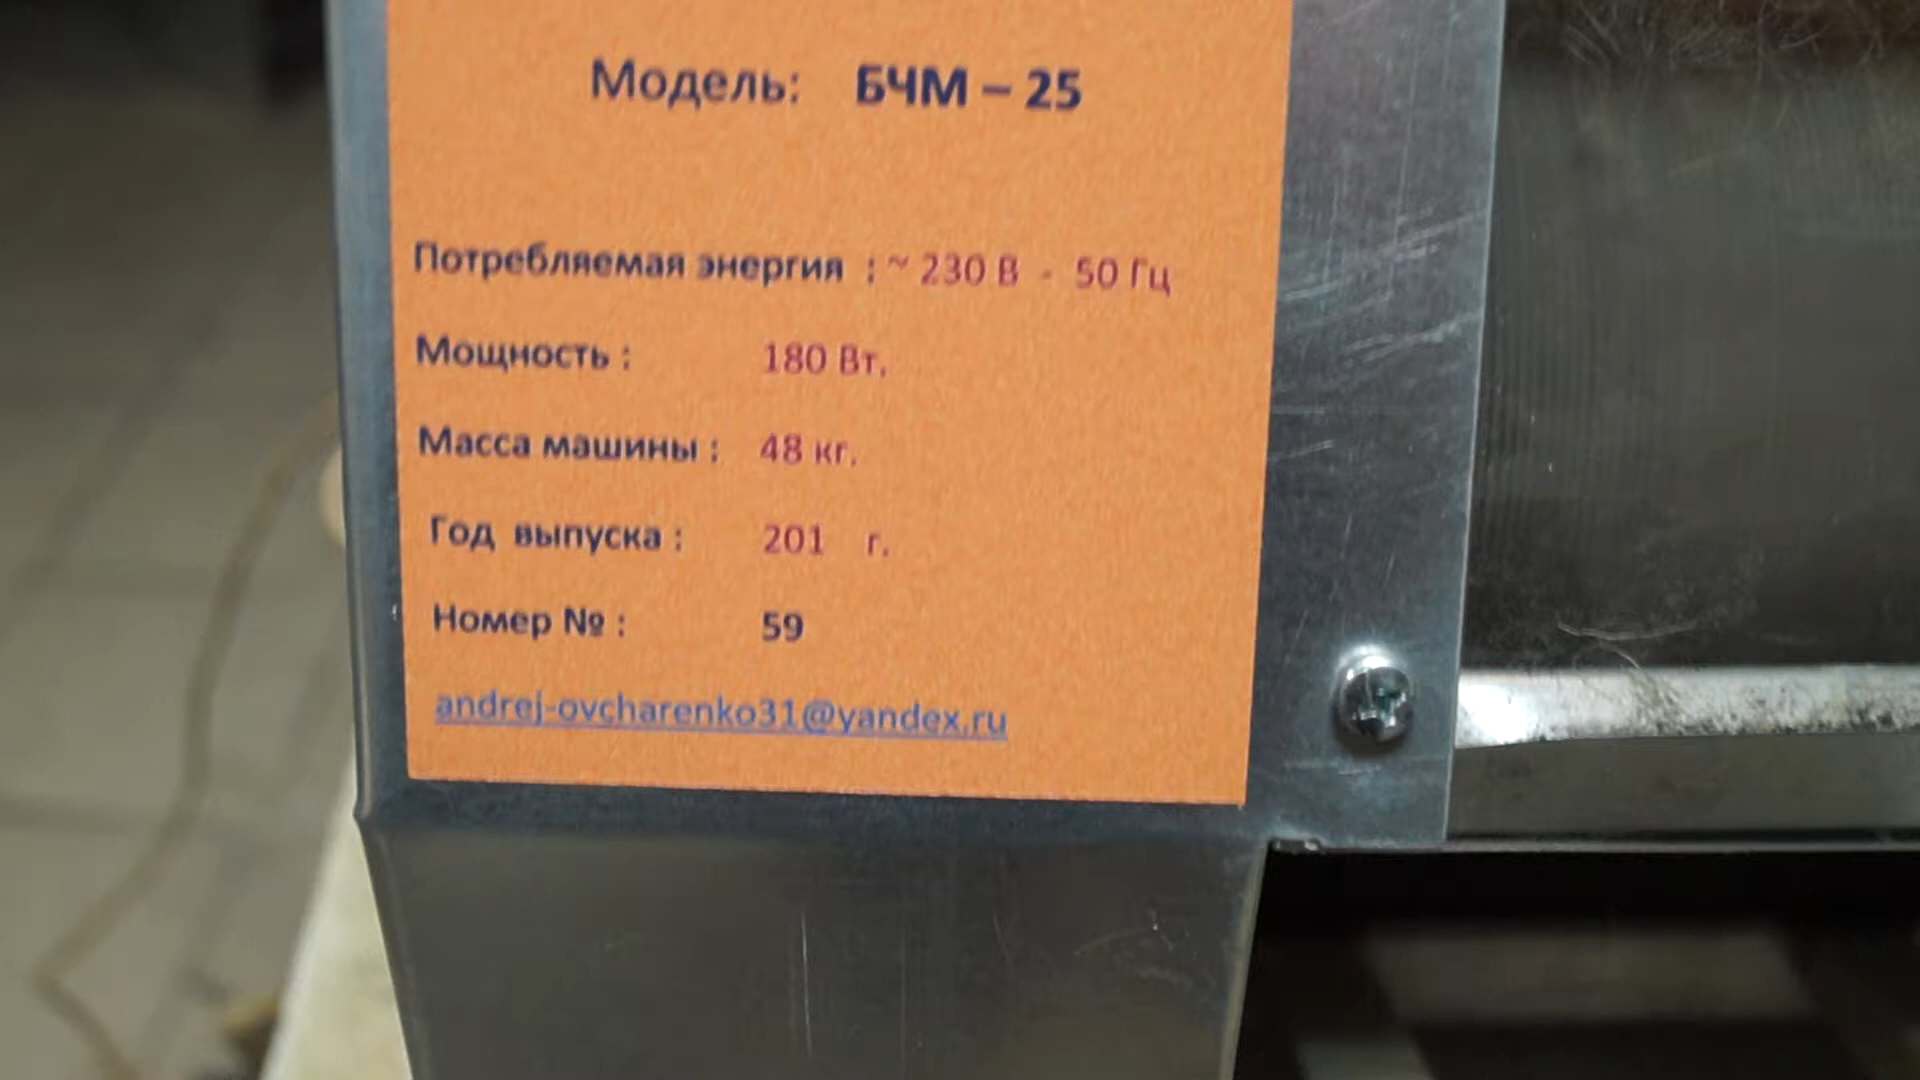 Модель: БЧМ – 25
Потребляемая энергия : ~ 230 В - 50 Гц
Мощность : 180 Вт.
Масса машины : 48 кг.
Год выпуска : 201 г.
Номер № : 59
andrej-ovcharenko31@yandex.ru